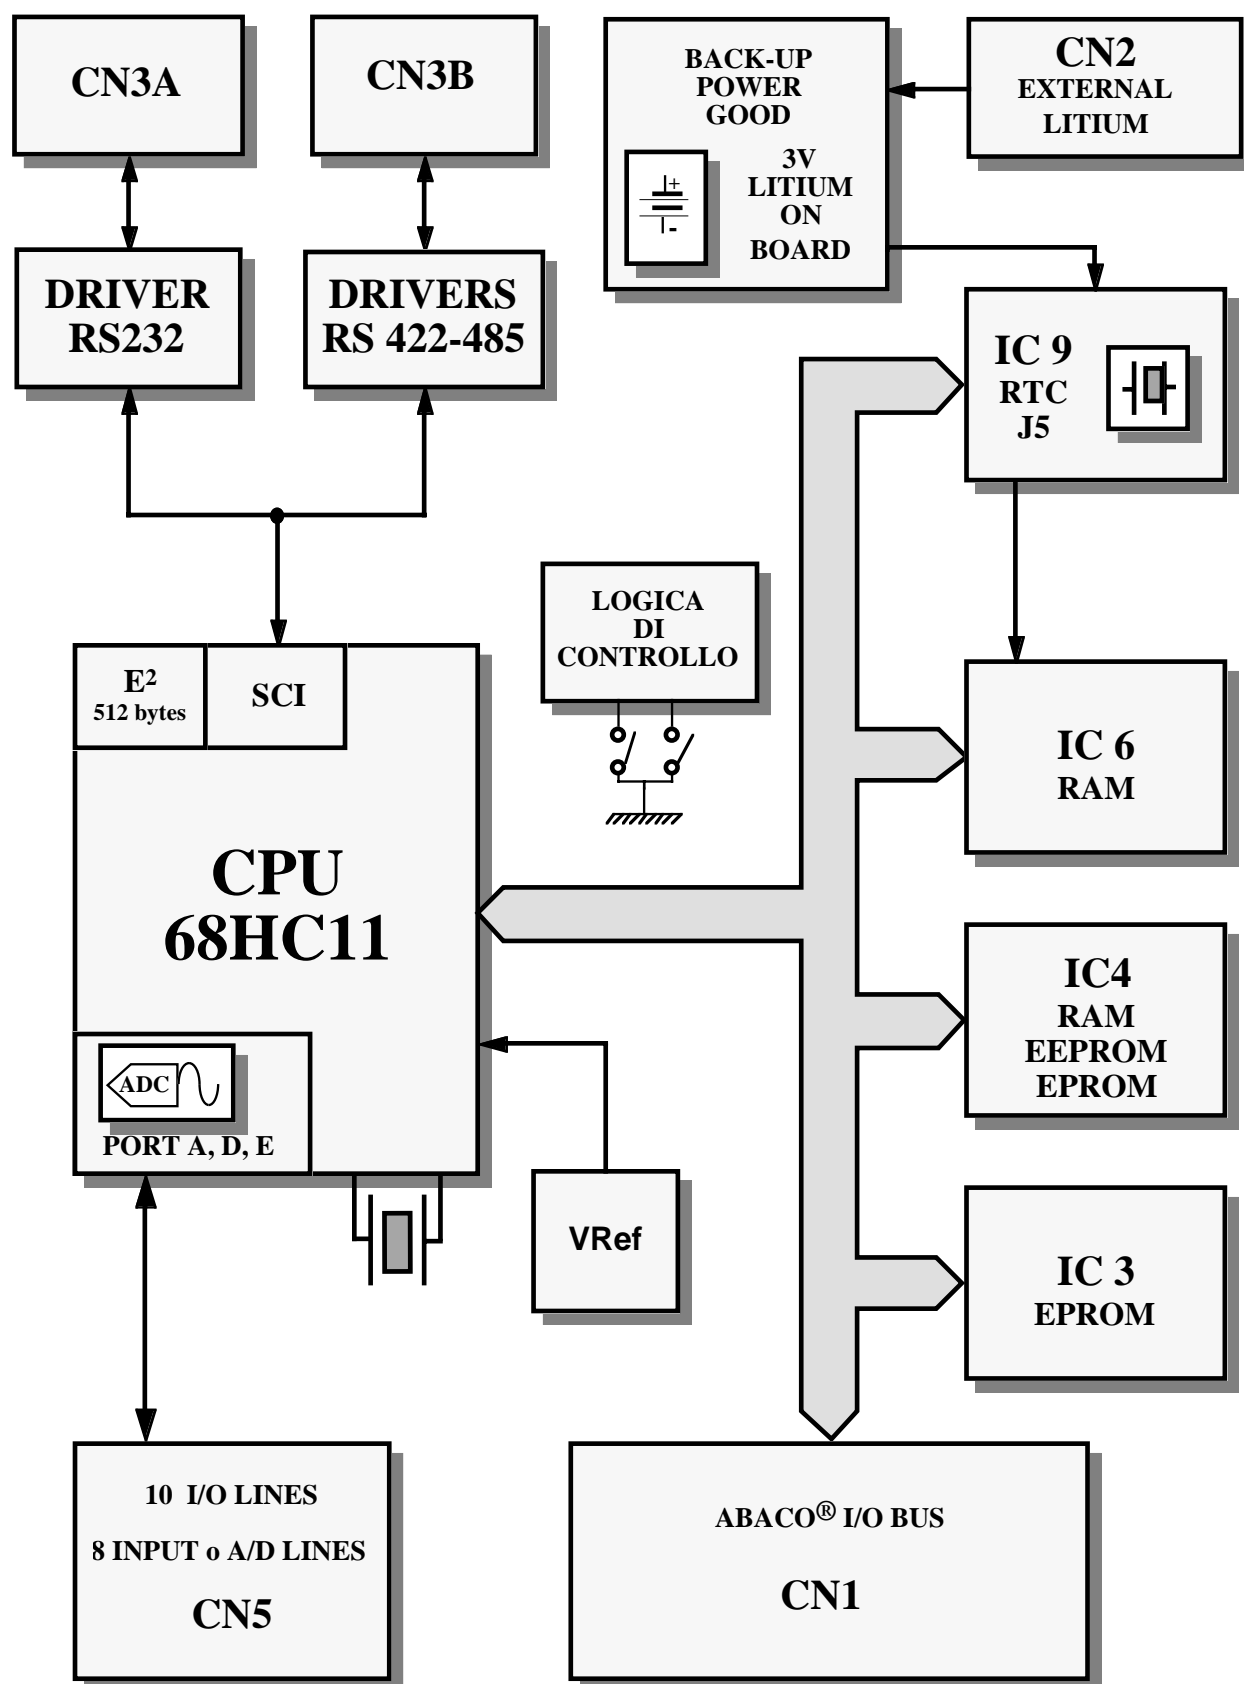 CN3A
CN3B
BACK-UP
POWER
GOOD
3V
LITIUM
ON
BOARD
+
-
CN2
EXTERNAL
LITIUM
DRIVER
RS232
DRIVERS
RS 422-485
IC 9
RTC
J5
LOGICA
DI
CONTROLLO
E²
512 bytes
SCI
IC 6
RAM
CPU
68HC11
IC4
RAM
EEPROM
EPROM
ADC
PORT A, D, E
VRef
IC 3
EPROM
10 I/O LINES
8 INPUT o A/D LINES
CN5
ABACO® I/O BUS
CN1